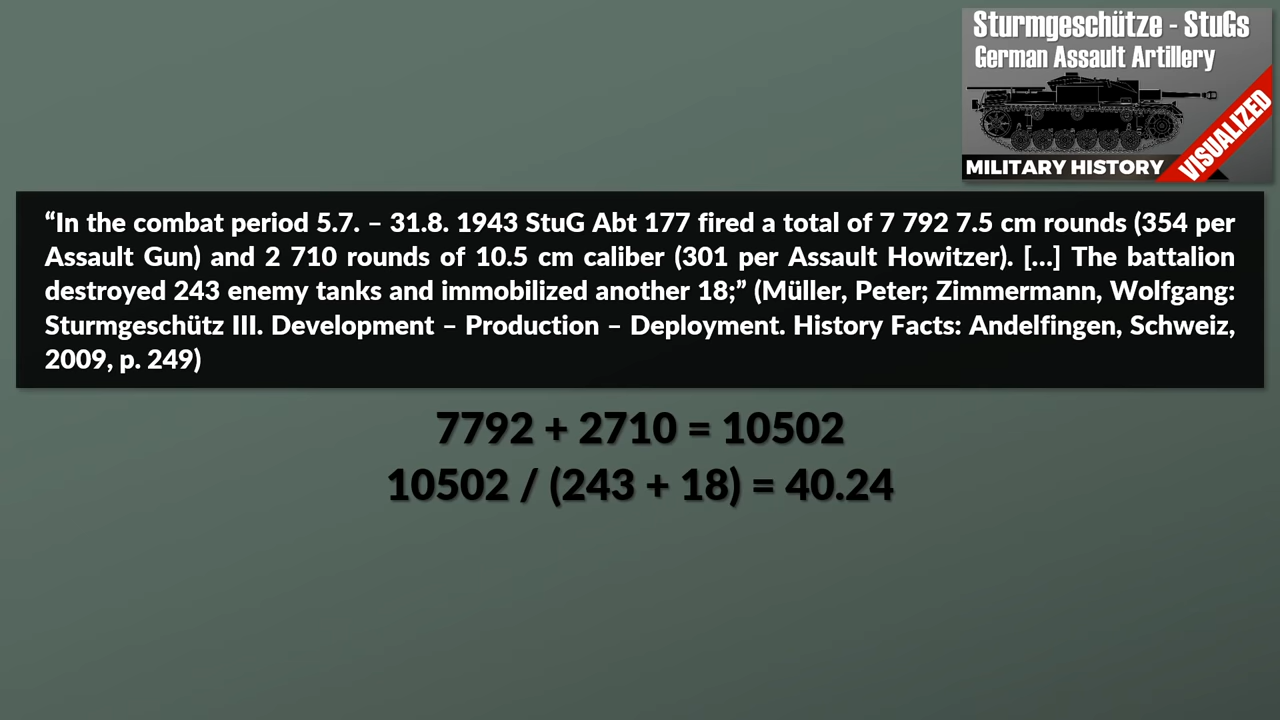 Sturmgeschütze - StuGs
German Assault Artillery
MILITARY HISTORY
VISUALIZED
“In the combat period 5.7. – 31.8. 1943 StuG Abt 177 fired a total of 7 792 7.5 cm rounds (354 per
Assault Gun) and 2 710 rounds of 10.5 cm caliber (301 per Assault Howitzer). [...] The battalion
destroyed 243 enemy tanks and immobilized another 18;” (Müller, Peter; Zimmermann, Wolfgang:
Sturmgeschütz III. Development – Production – Deployment. History Facts: Andelfingen, Schweiz,
2009, p. 249)
7792 + 2710 = 10502
10502 / (243 + 18) = 40.24